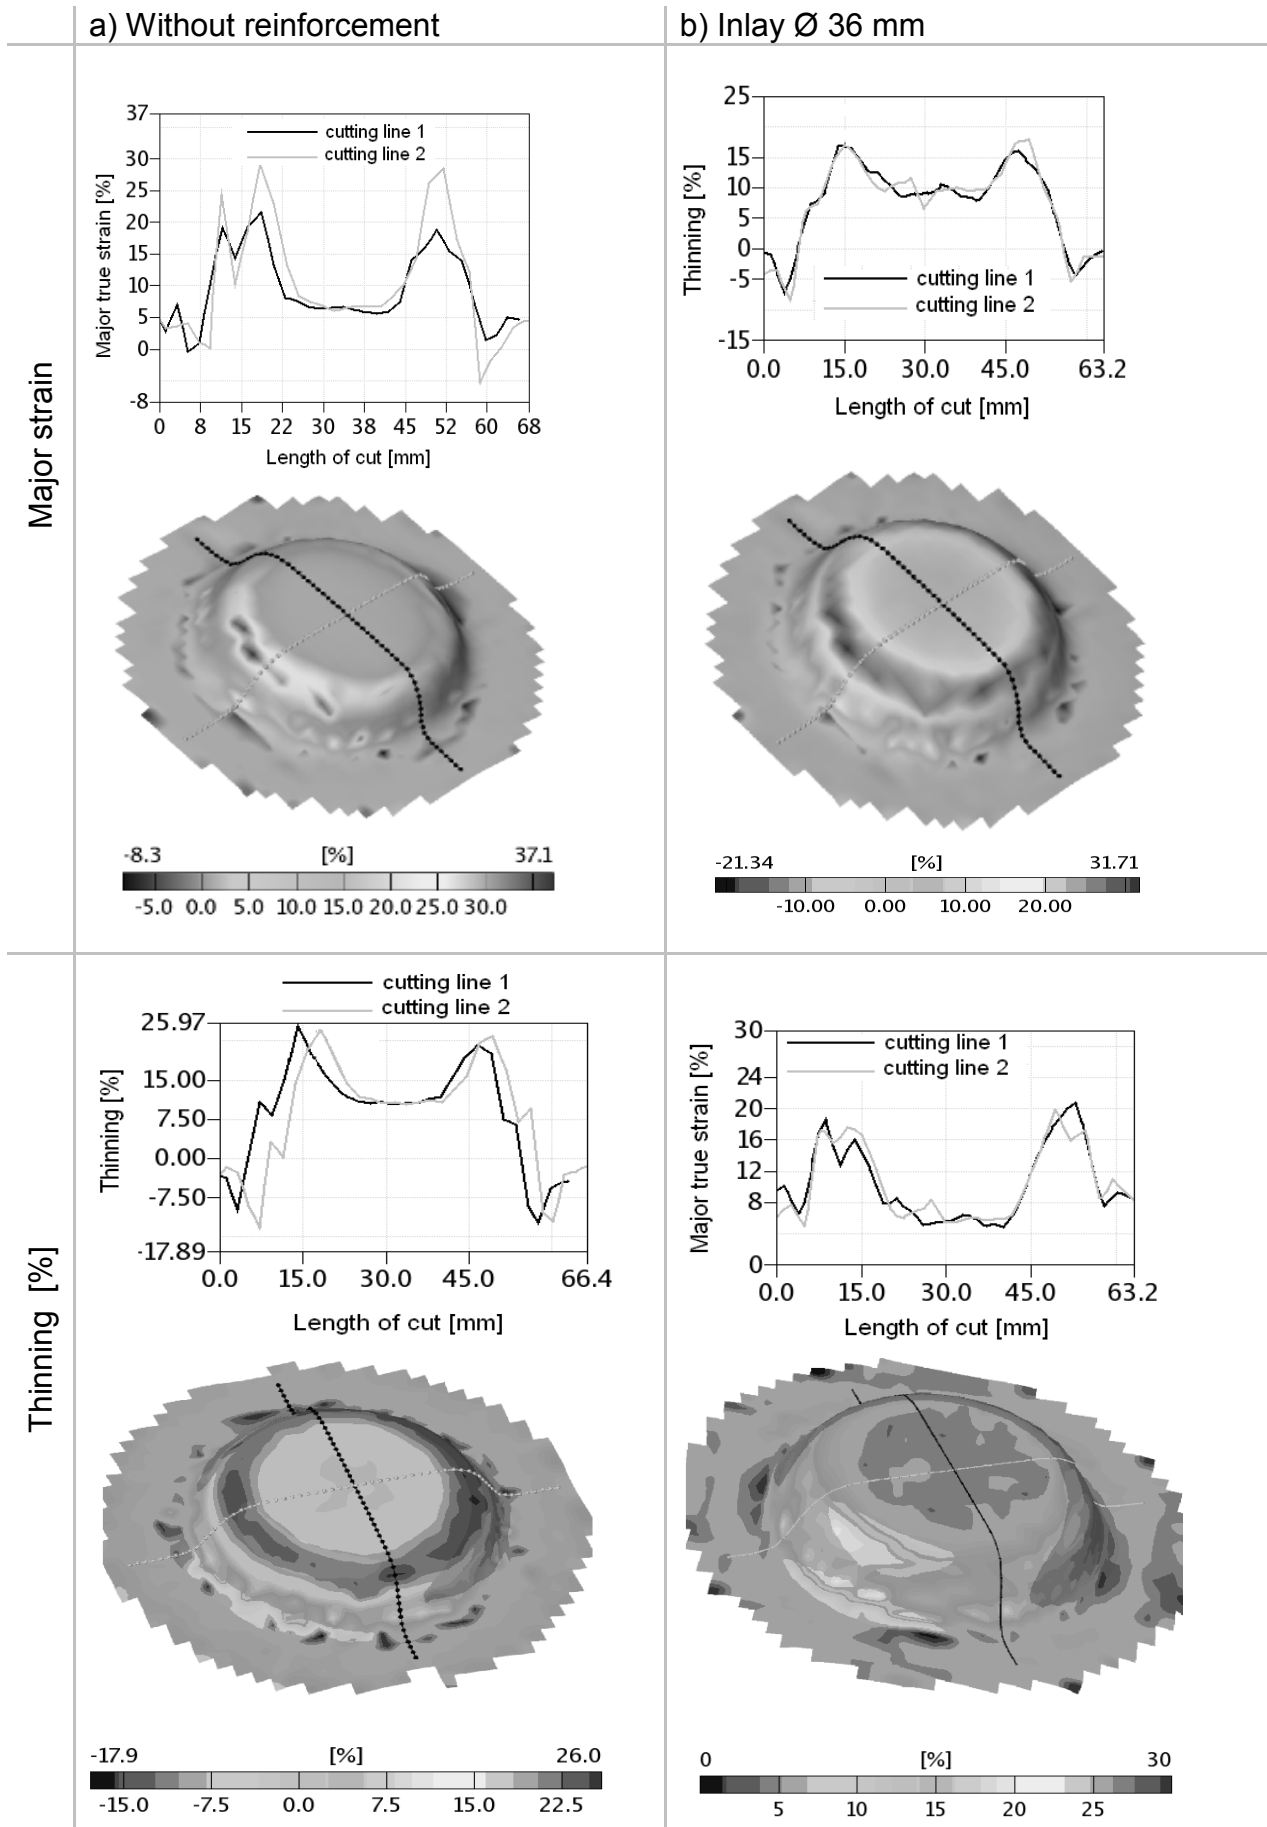 a) Without reinforcement
b) Inlay Ø 36 mm
Major strain
37
30
25
20
15
10
5
0
-8
Major true strain [%]
cutting line 1
cutting line 2
0 8 15 22 30 38 45 52 60 68
Length of cut [mm]
-8.3 [%] 37.1
-5.0 0.0 5.0 10.0 15.0 20.0 25.0 30.0
25
15
10
5
0
-5
-15
Thinning [%]
cutting line 1
cutting line 2
0.0 15.0 30.0 45.0 63.2
Length of cut [mm]
-21.34 [%] 31.71
-10.00 0.00 10.00 20.00
Thinning [%]
cutting line 1
cutting line 2
25.97
15.00
7.50
0.00
-7.50
-17.89
Thinning [%]
0.0 15.0 30.0 45.0 66.4
Length of cut [mm]
-17.9 [%] 26.0
-15.0 -7.5 0.0 7.5 15.0 22.5
30
24
20
16
12
8
0
Major true strain [%]
cutting line 1
cutting line 2
0.0 15.0 30.0 45.0 63.2
Length of cut [mm]
0 [%] 30
5 10 15 20 25